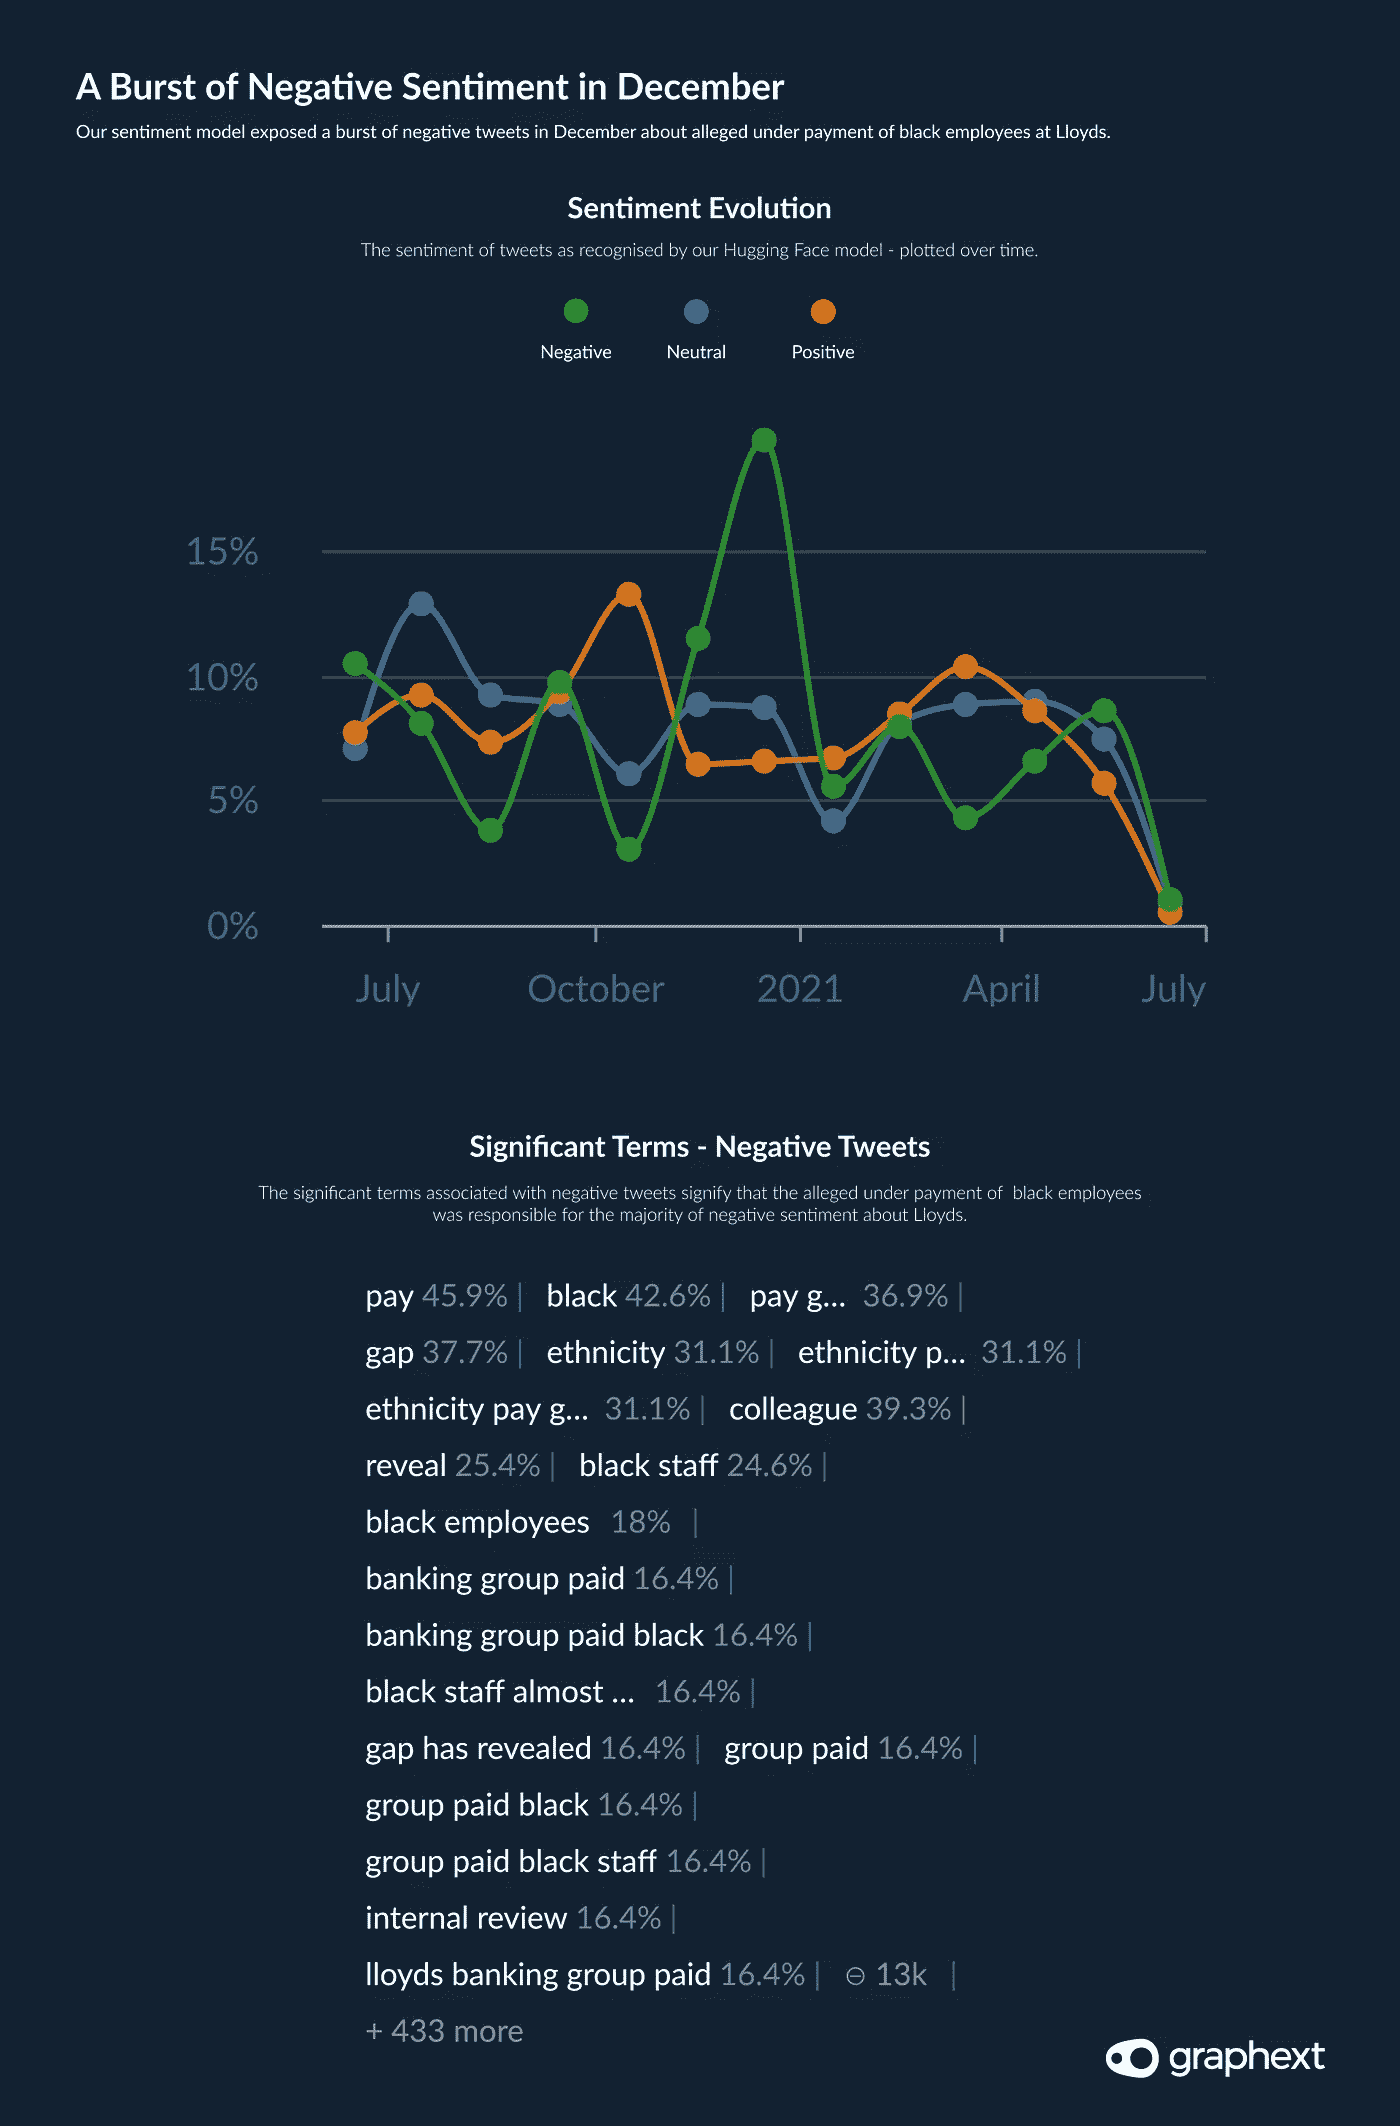 A Burst of Negative Sentiment in December
Our sentiment model exposed a burst of negative tweets in December about alleged under payment of black employees at Lloyds.
Sentiment Evolution
The sentiment of tweets as recognised by our Hugging Face model - plotted over time.
Negative Neutral Positive
15%
10%
5%
0%
July October 2021 April July
Significant Terms - Negative Tweets
The significant terms associated with negative tweets signify that the alleged under payment of black employees
was responsible for the majority of negative sentiment about Lloyds.
pay 45.9% | black 42.6% | pay g... 36.9% |
gap 37.7% | ethnicity 31.1% | ethnicity p... 31.1% |
ethnicity pay g... 31.1% | colleague 39.3% |
reveal 25.4% | black staff 24.6% |
black employees 18% |
banking group paid 16.4% |
banking group paid black 16.4% |
black staff almost ... 16.4% |
gap has revealed 16.4% | group paid 16.4% |
group paid black 16.4% |
group paid black staff 16.4% |
internal review 16.4% |
lloyds banking group paid 16.4% | ⊖ 13k |
+ 433 more
graphext